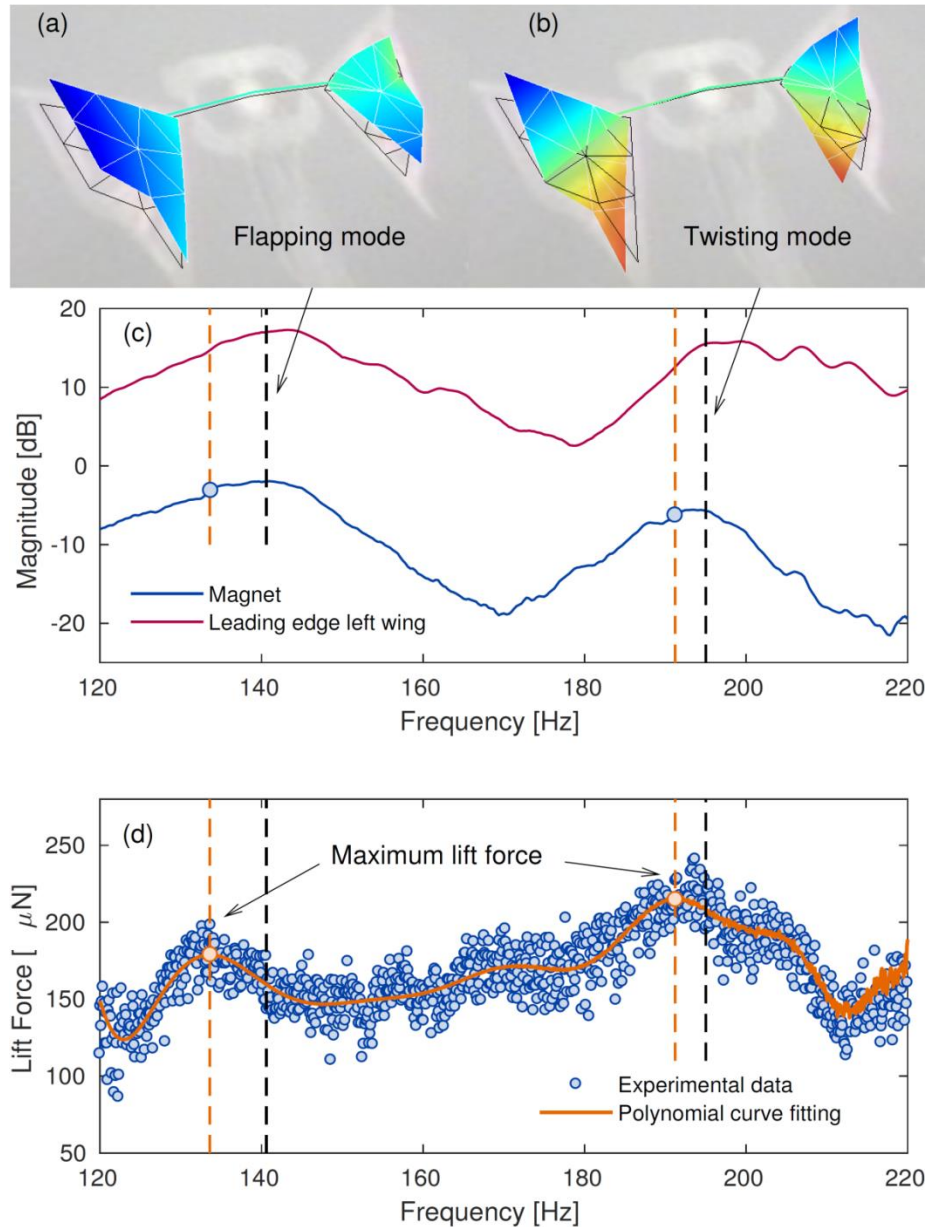 (a)
(b)
Flapping mode
Twisting mode
20
(c)
10
0
-10
-20
Magnitude [dB]
Magnet
Leading edge left wing
120
140
160
180
200
220
Frequency [Hz]
(d)
250
200
150
100
50
Lift Force [ μN]
Maximum lift force
Experimental data
Polynomial curve fitting
120
140
160
180
200
220
Frequency [Hz]